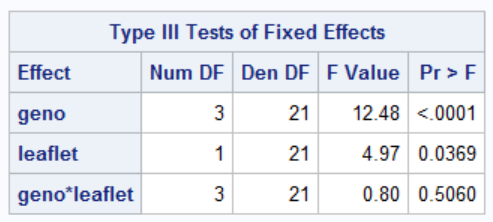 Type III Tests of Fixed Effects
Effect Num DF Den DF F Value Pr > F
geno 3 21 12.48 <.0001
leaflet 1 21 4.97 0.0369
geno*leaflet 3 21 0.80 0.5060